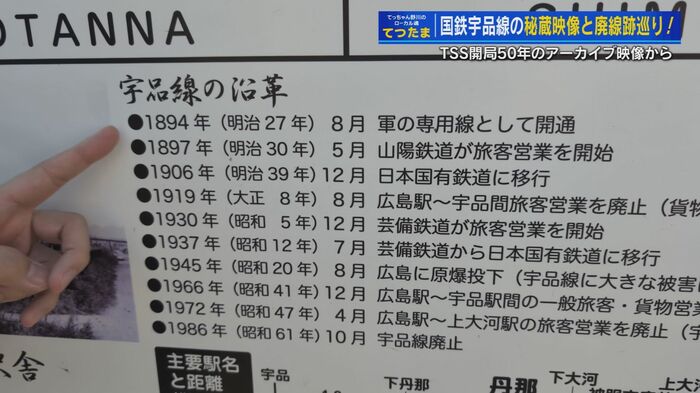 OTANNA
SHIM
てっちゃん野川の
ローカル魂
てつたま
国鉄宇品線の秘蔵映像と廃線跡巡り!
TSS開局50年のアーカイブ映像から
宇品線の沿革
●1894年(明治27年) 8月 軍の専用線として開通
●1897年(明治30年) 5月 山陽鉄道が旅客営業を開始
●1906年(明治39年)12月 日本国有鉄道に移行
●1919年(大正 8年) 8月 広島駅〜宇品間旅客営業を廃止(貨物
●1930年(昭和 5年)12月 芸備鉄道が旅客営業を開始
●1937年(昭和12年) 7月 芸備鉄道から日本国有鉄道に移行
●1945年(昭和20年) 8月 広島に原爆投下(宇品線に大きな被害
●1966年(昭和41年)12月 広島駅〜宇品駅間の一般旅客・貨物営業
●1972年(昭和47年) 4月 広島駅〜上大河駅の旅客営業を廃止(宇
●1986年(昭和61年)10月 宇品線廃止
駅舎
主要駅名
と距離
宇品
下丹那
丹那
下大河